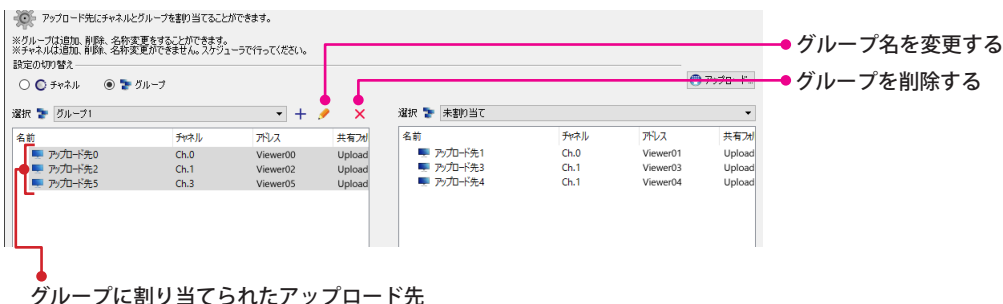 アップロード先にチャネルとグループを割り当てることができます。
※グループは追加、削除、名称変更をすることができます。
※チャネルは追加、削除、名称変更ができません。スケジューラで行ってください。
設定の切り替え
チャネル グループ
アップロード...
グループ名を変更する
グループを削除する
選択 グループ1
選択 未割り当て
名前 チャネル アドレス 共有フォル
アップロード先0 Ch.0 Viewer00 Upload
アップロード先2 Ch.1 Viewer02 Upload
アップロード先5 Ch.3 Viewer05 Upload
名前 チャネル アドレス 共有フォル
アップロード先1 Ch.0 Viewer01 Upload
アップロード先3 Ch.1 Viewer03 Upload
アップロード先4 Ch.1 Viewer04 Upload
グループに割り当てられたアップロード先